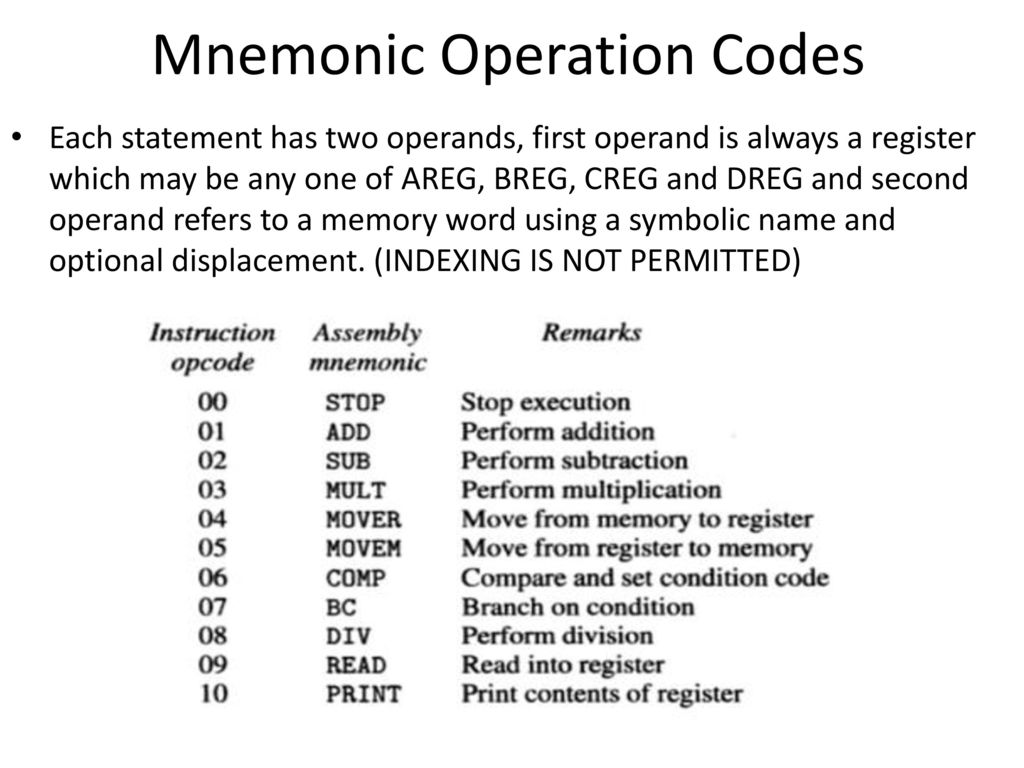 Mnemonic Operation Codes
• Each statement has two operands, first operand is always a register
which may be any one of AREG, BREG, CREG and DREG and second
operand refers to a memory word using a symbolic name and
optional displacement. (INDEXING IS NOT PERMITTED)
Instruction Assembly Remarks
opcode mnemonic
00 STOP Stop execution
01 ADD Perform addition
02 SUB Perform subtraction
03 MULT Perform multiplication
04 MOVER Move from memory to register
05 MOVEM Move from register to memory
06 COMP Compare and set condition code
07 BC Branch on condition
08 DIV Perform division
09 READ Read into register
10 PRINT Print contents of register